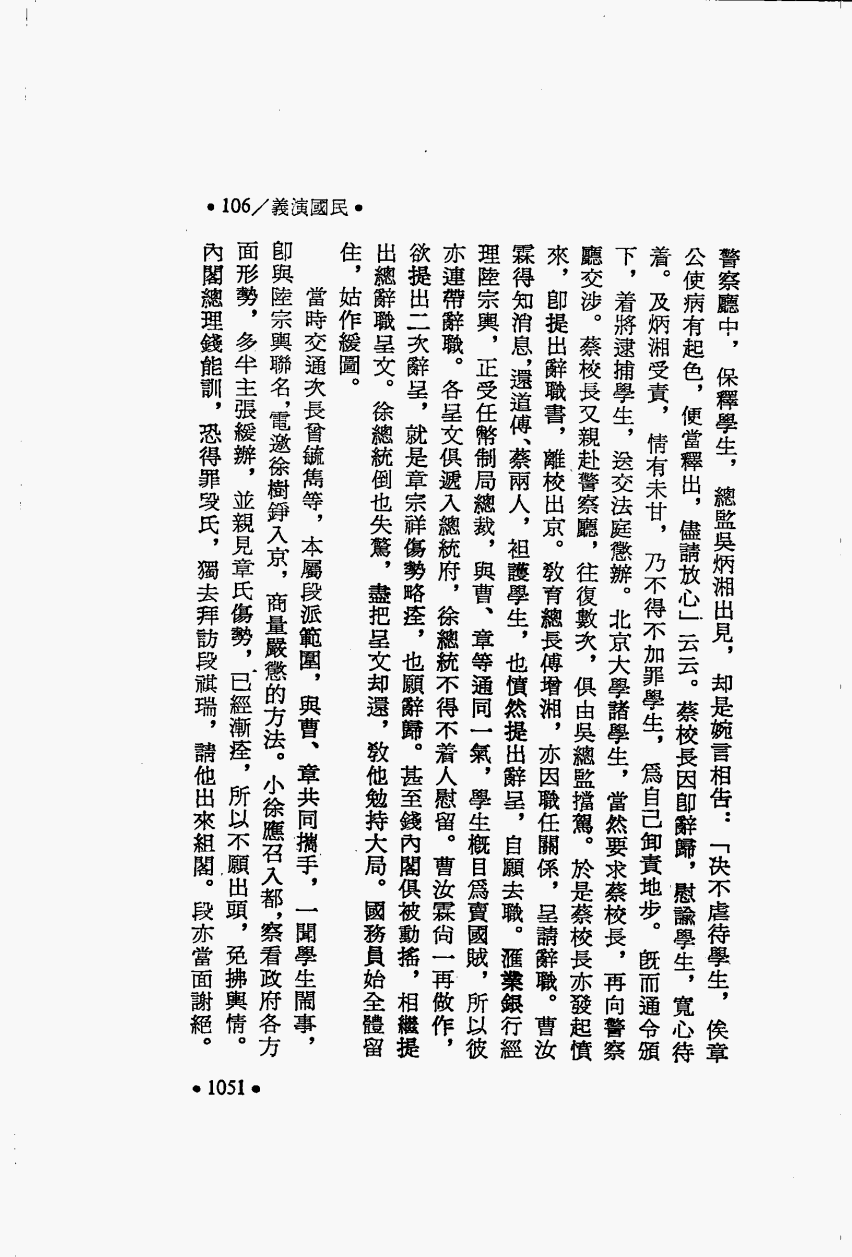 •106/義演國民•
警察廳中，保釋學生，總監吳炳湘出見，却是婉言相告：「决不虐待學生，俟章
公使病有起色，便當釋出，儘請放心」云云。蔡校長因卽辭歸，慰諭學生，寬心待
着。及炳湘受責，情有未甘，乃不得不加罪學生，爲自己卸責地步。旣而通令頒
下，着將逮捕學生，送交法庭懲辦。北京大學諸學生，當然要求蔡校長，再向警察
廳交涉。蔡校長又親赴警察廳，往復數次，俱由吳總監擋駕。於是蔡校長亦發起憤
來，卽提出辭職書，離校出京。敎育總長傅增湘，亦因職任關係，呈請辭職。曹汝
霖得知消息，還道傅、蔡兩人，袒護學生，也憤然提出辭呈，自願去職。滙業銀行經
理陸宗輿，正受任幣制局總裁，與曹、章等通同一氣，學生槪目爲賣國賊，所以彼
亦連帶辭職。各呈文俱遞入總統府，徐總統不得不着人慰留。曹汝霖尙一再做作，
欲提出二次辭呈，就是章宗祥傷勢略痊，也願辭歸。甚至錢內閣俱被動搖，相繼提
出總辭職呈文。徐總統倒也失驚，盡把呈文却還，敎他勉持大局。國務員始全體留
住，姑作緩圖。
當時交通次長曾毓雋等，本屬段派範圍，與曹、章共同攜手，一聞學生鬧事，
卽與陸宗輿聯名，電邀徐樹錚入京，商量嚴懲的方法。小徐應召入都，察看政府各方
面形勢，多半主張緩辦，並親見章氏傷勢，已經漸痊，所以不願出頭，免拂輿情。
內閣總理錢能訓，恐得罪段氏，獨去拜訪段祺瑞，請他出來組閣。段亦當面謝絕。
•1051•